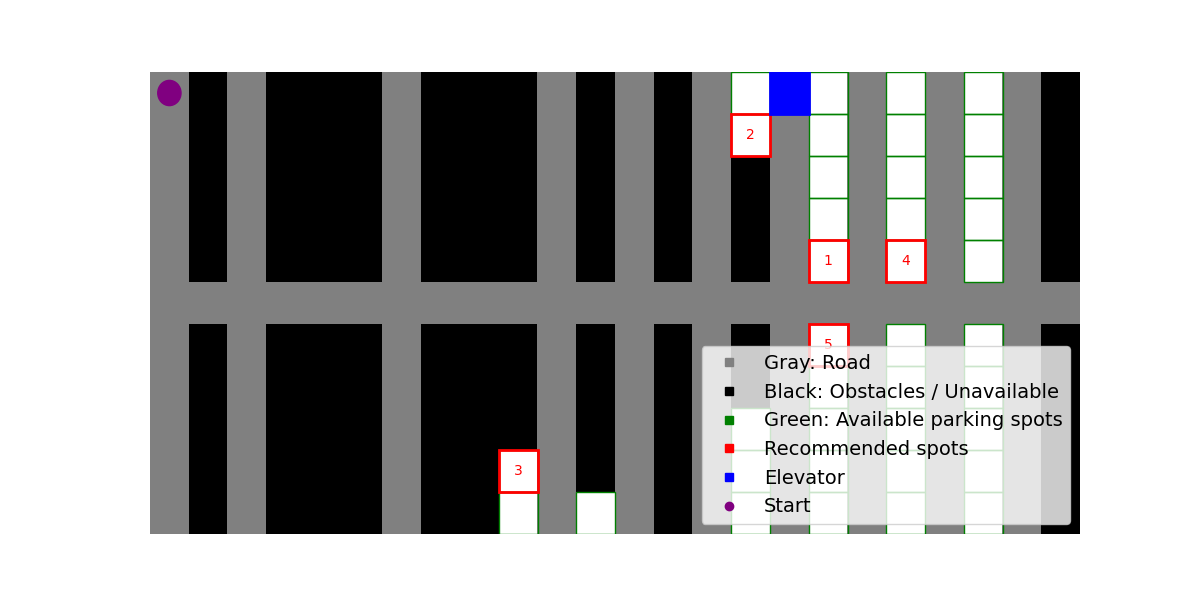 2
1
4
5
3
Gray: Road
Black: Obstacles / Unavailable
Green: Available parking spots
Recommended spots
Elevator
Start